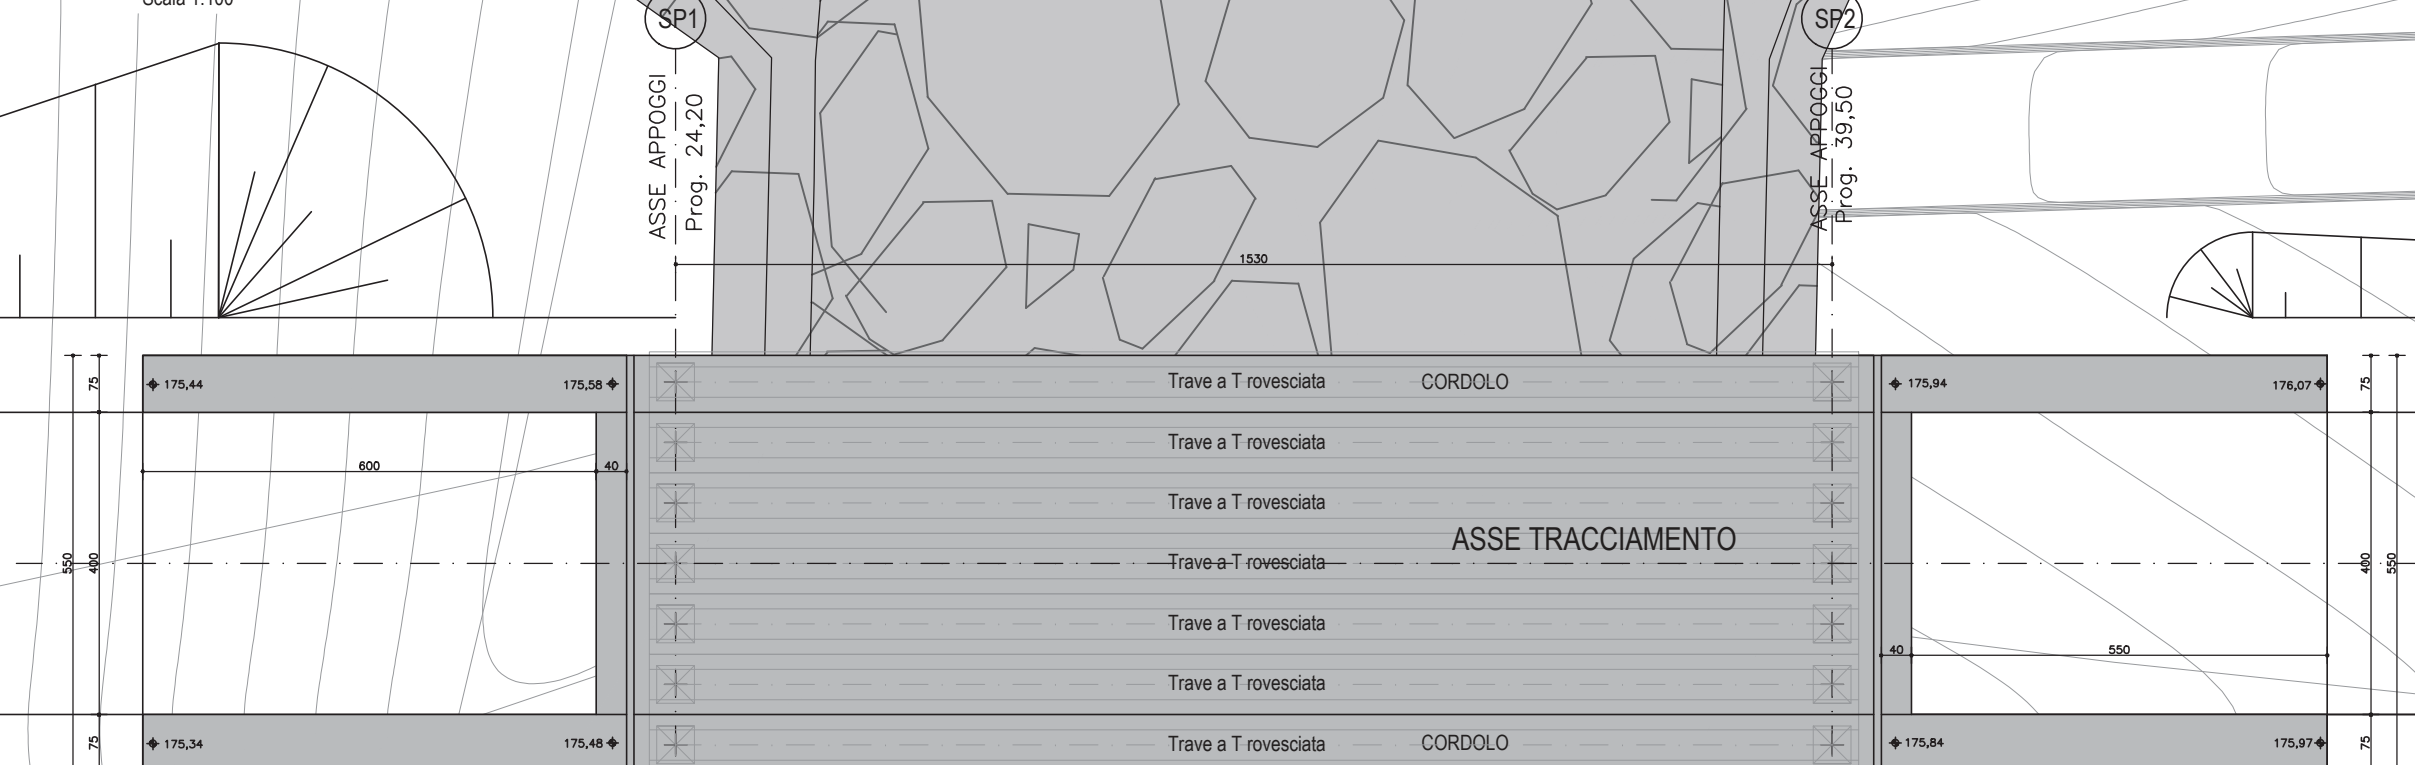 Scala 1:100
SP1
SP2
ASSE APPOGGI
Prog. 24,20
ASSE APPOGGI
Prog. 39,50
1530
75
175,44
175,58
Trave a T rovesciata
CORDOLO
175,94
176,07
75
Trave a T rovesciata
600
40
Trave a T rovesciata
ASSE TRACCIAMENTO
550
400
Trave a T rovesciata
400
550
Trave a T rovesciata
40
550
Trave a T rovesciata
75
175,34
175,48
Trave a T rovesciata
CORDOLO
175,84
175,97
75